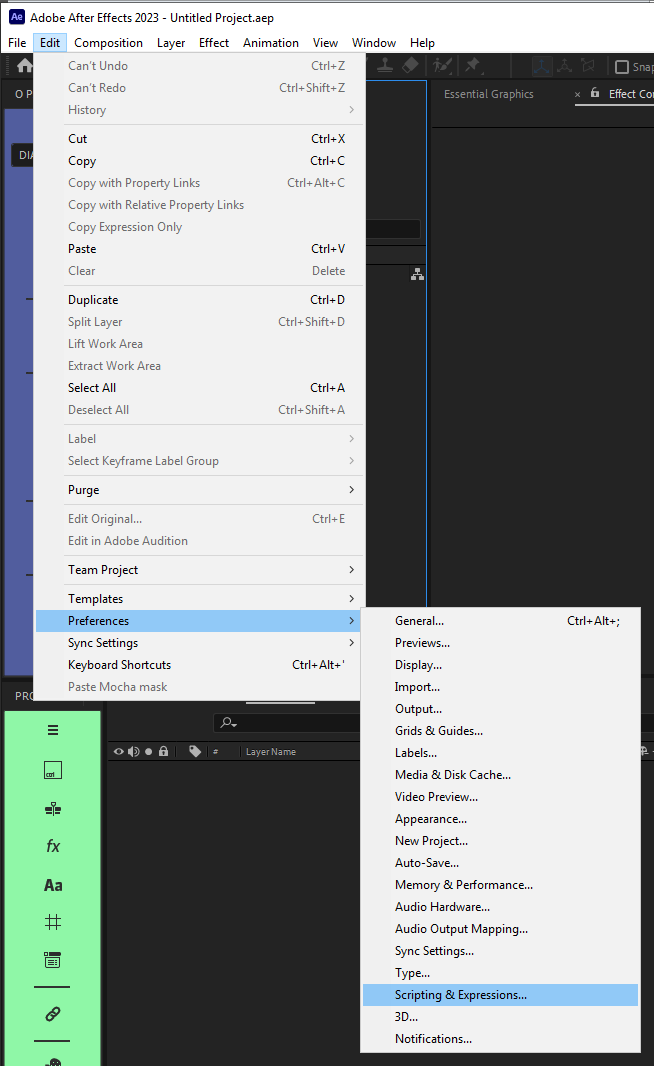 Ae Adobe After Effects 2023 - Untitled Project.aep
File Edit Composition Layer Effect Animation View Window Help
Can't Undo Ctrl+Z
Snap
Can't Redo Ctrl+Shift+Z
O P
Essential Graphics × Effect Con
History
Cut Ctrl+X
DIA
Copy Ctrl+C
Copy with Property Links Ctrl+Alt+C
Copy with Relative Property Links
Copy Expression Only
Paste Ctrl+V
Clear Delete
Duplicate Ctrl+D
Split Layer Ctrl+Shift+D
Lift Work Area
Extract Work Area
Select All Ctrl+A
Deselect All Ctrl+Shift+A
Label
Select Keyframe Label Group
Purge
Edit Original... Ctrl+E
Edit in Adobe Audition
Team Project
Templates
Preferences
Sync Settings
Keyboard Shortcuts Ctrl+Alt+'
Paste Mocha mask
General... Ctrl+Alt+;
Previews...
Display...
Import...
Output...
Grids & Guides...
Labels...
Media & Disk Cache...
Video Preview...
Appearance...
New Project...
Auto-Save...
Memory & Performance...
Audio Hardware...
Audio Output Mapping...
Sync Settings...
Type...
Scripting & Expressions...
3D...
Notifications...
PRO
# Layer Name
ctrl
fx
Aa